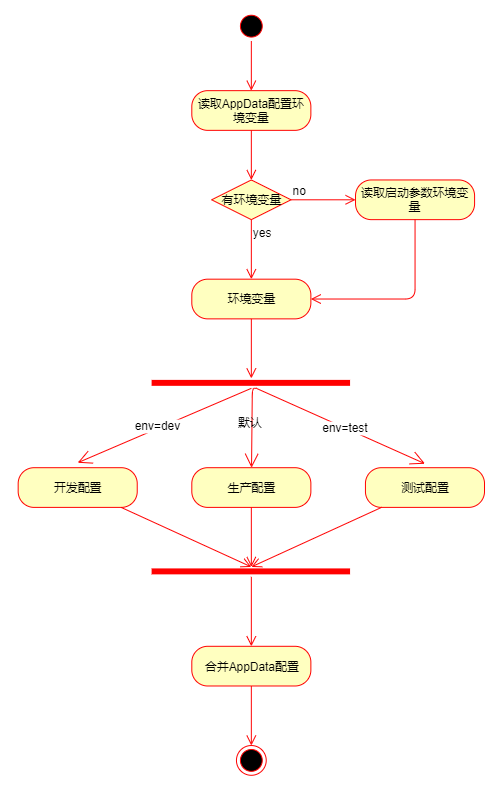 读取AppData配置环
境变量
有环境变量
no
读取启动参数环境变
量
yes
环境变量
env=dev
默认
env=test
开发配置
生产配置
测试配置
合并AppData配置